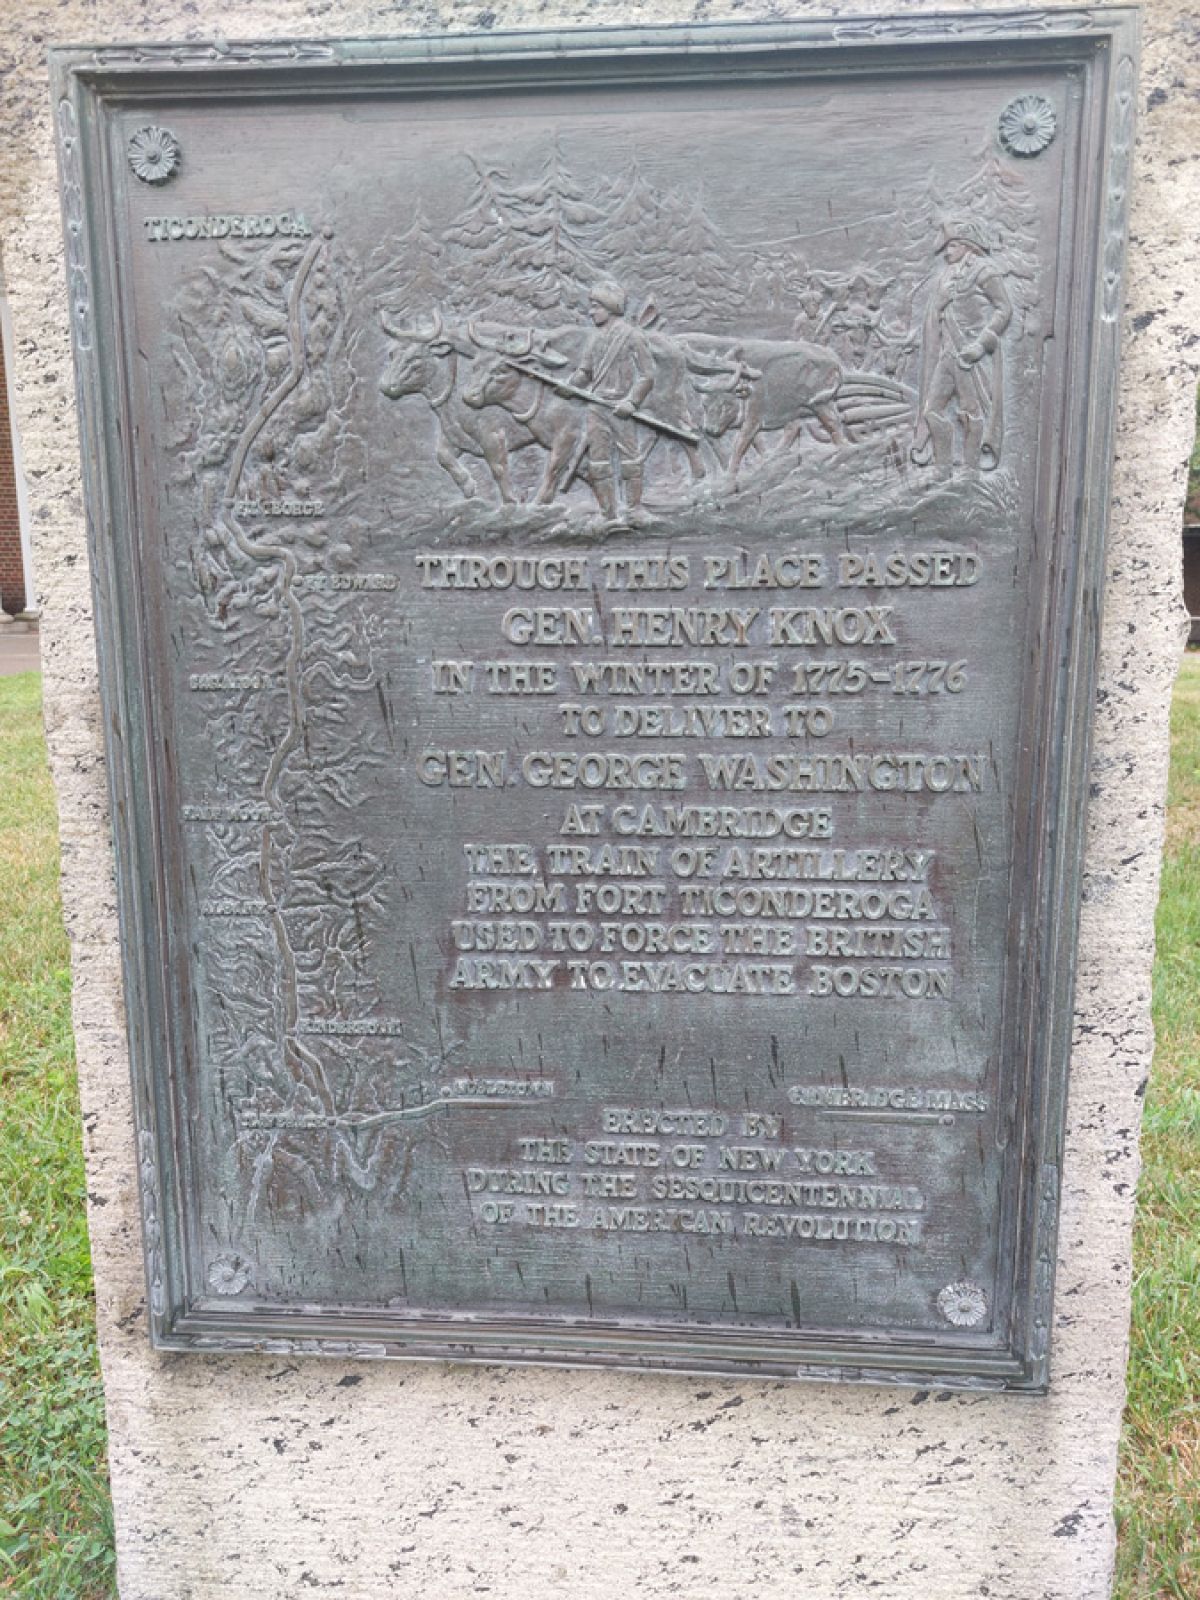 TICONDEROGA
FT. GEORGE
FT. EDWARD
SARATOGA
HALF MOON
ALBANY
KINDERHOOK
CLAVERACK
NOBLETOWN
CAMBRIDGE MASS.
THROUGH THIS PLACE PASSED
GEN. HENRY KNOX
IN THE WINTER OF 1775-1776
TO DELIVER TO
GEN. GEORGE WASHINGTON
AT CAMBRIDGE
THE TRAIN OF ARTILLERY
FROM FORT TICONDEROGA
USED TO FORCE THE BRITISH
ARMY TO EVACUATE BOSTON
ERECTED BY
THE STATE OF NEW YORK
DURING THE SESQUICENTENNIAL
OF THE AMERICAN REVOLUTION